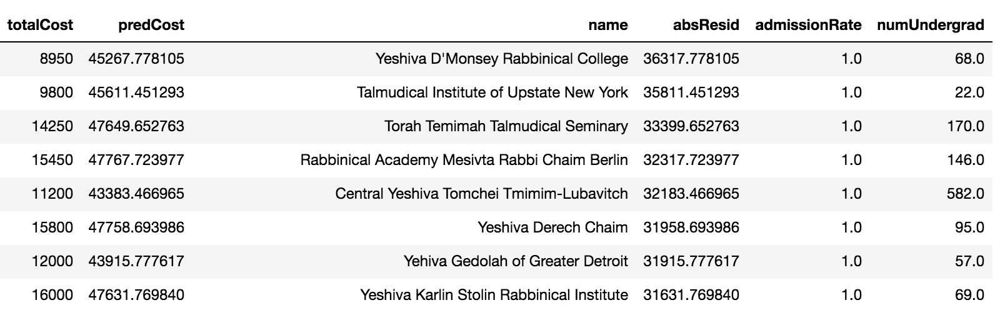 totalCost predCost name absResid admissionRate numUndergrad
8950 45267.778105 Yeshiva D'Monsey Rabbinical College 36317.778105 1.0 68.0
9800 45611.451293 Talmudical Institute of Upstate New York 35811.451293 1.0 22.0
14250 47649.652763 Torah Temimah Talmudical Seminary 33399.652763 1.0 170.0
15450 47767.723977 Rabbinical Academy Mesivta Rabbi Chaim Berlin 32317.723977 1.0 146.0
11200 43383.466965 Central Yeshiva Tomchei Tmimim-Lubavitch 32183.466965 1.0 582.0
15800 47758.693986 Yeshiva Derech Chaim 31958.693986 1.0 95.0
12000 43915.777617 Yehiva Gedolah of Greater Detroit 31915.777617 1.0 57.0
16000 47631.769840 Yeshiva Karlin Stolin Rabbinical Institute 31631.769840 1.0 69.0